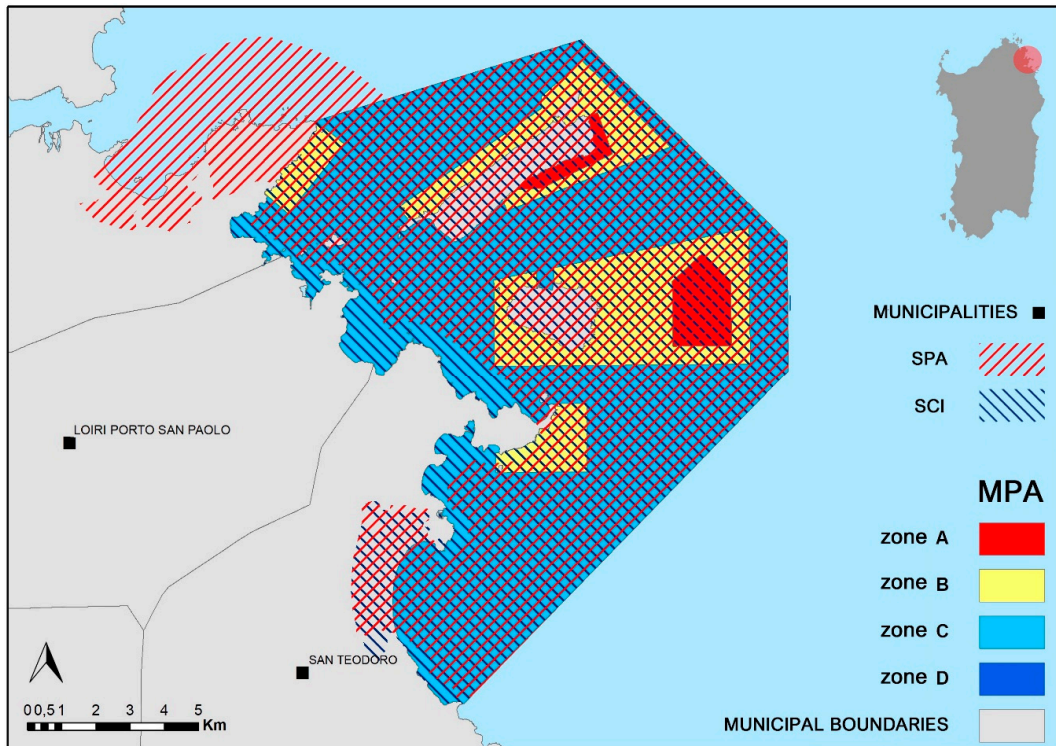 MUNICIPALITIES
SPA
SCI
LOIRI PORTO SAN PAOLO
MPA
zone A
zone B
zone C
SAN TEODORO
zone D
0 0,5 1 2 3 4 5
Km
MUNICIPAL BOUNDARIES